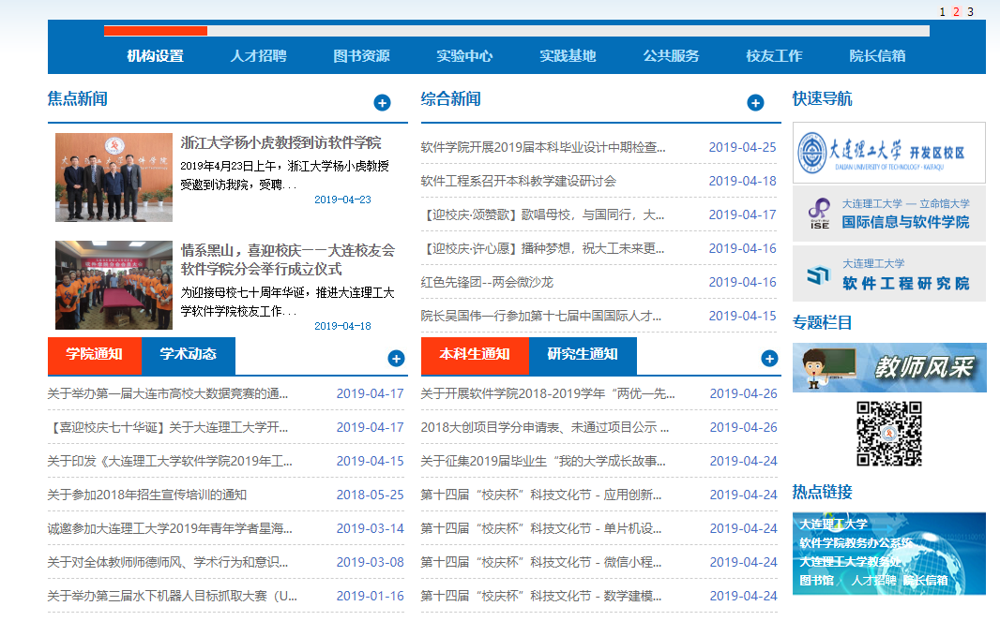 1 2 3
机构设置 人才招聘 图书资源 实验中心 实践基地 公共服务 校友工作 院长信箱
焦点新闻
浙江大学杨小虎教授到访软件学院
2019年4月23日上午，浙江大学杨小虎教授
受邀到访我院，受聘...
2019-04-23
情系黑山，喜迎校庆一一大连校友会
软件学院分会举行成立仪式
为迎接母校七十周年华诞，推进大连理工大
学软件学院校友工作...
2019-04-18
综合新闻
软件学院开展2019届本科毕业设计中期检查... 2019-04-25
软件工程系召开本科教学建设研讨会 2019-04-18
【迎校庆·颂赞歌】歌唱母校，与国同行，大... 2019-04-17
【迎校庆·许心愿】播种梦想，祝大工未来更... 2019-04-16
红色先锋团--两会微沙龙 2019-04-16
院长吴国伟一行参加第十七届中国国际人才... 2019-04-15
学院通知 学术动态
关于举办第一届大连市高校大数据竞赛的通... 2019-04-17
【喜迎校庆七十华诞】关于大连理工大学开... 2019-04-17
关于印发《大连理工大学软件学院2019年工... 2019-04-15
关于参加2018年招生宣传培训的通知 2018-05-25
诚邀参加大连理工大学2019年青年学者星海... 2019-03-14
关于对全体教师师德师风、学术行为和意识... 2019-03-08
关于举办第三届水下机器人目标抓取大赛（U... 2019-01-16
本科生通知 研究生通知
关于开展软件学院2018-2019学年“两优一先... 2019-04-26
2018大创项目学分申请表、未通过项目公示 ... 2019-04-26
关于征集2019届毕业生“我的大学成长故事... 2019-04-24
第十四届“校庆杯”科技文化节 - 应用创新... 2019-04-24
第十四届“校庆杯”科技文化节 - 单片机设... 2019-04-24
第十四届“校庆杯”科技文化节 - 微信小程... 2019-04-24
第十四届“校庆杯”科技文化节 - 数学建模... 2019-04-24
快速导航
大连理工大学 开发区校区
DALIAN UNIVERSITY OF TECHNOLOGY · KAIFAQU
大连理工大学 — 立命馆大学
ISE 国际信息与软件学院
大连理工大学
软件工程研究院
专题栏目
教师风采
热点链接
大连理工大学
软件学院教务办公系统
大连理工大学教务处
图书馆 人才招聘 院长信箱